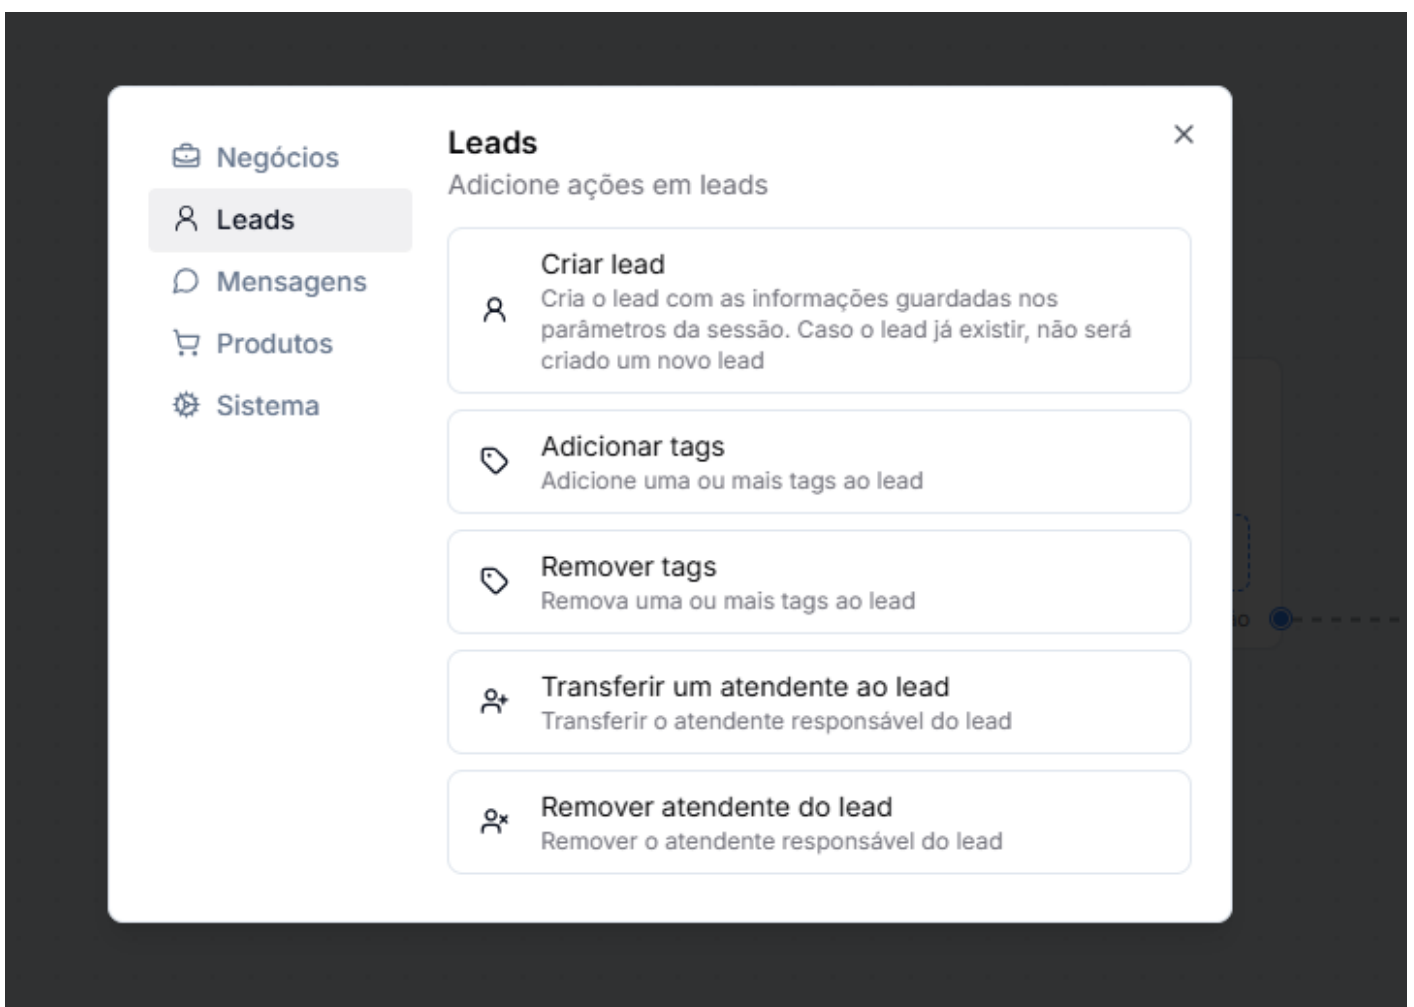 Negócios
Leads
Mensagens
Produtos
Sistema
Leads
Adicione ações em leads
Criar lead
Cria o lead com as informações guardadas nos
parâmetros da sessão. Caso o lead já existir, não será
criado um novo lead
Adicionar tags
Adicione uma ou mais tags ao lead
Remover tags
Remova uma ou mais tags ao lead
Transferir um atendente ao lead
Transferir o atendente responsável do lead
Remover atendente do lead
Remover o atendente responsável do lead